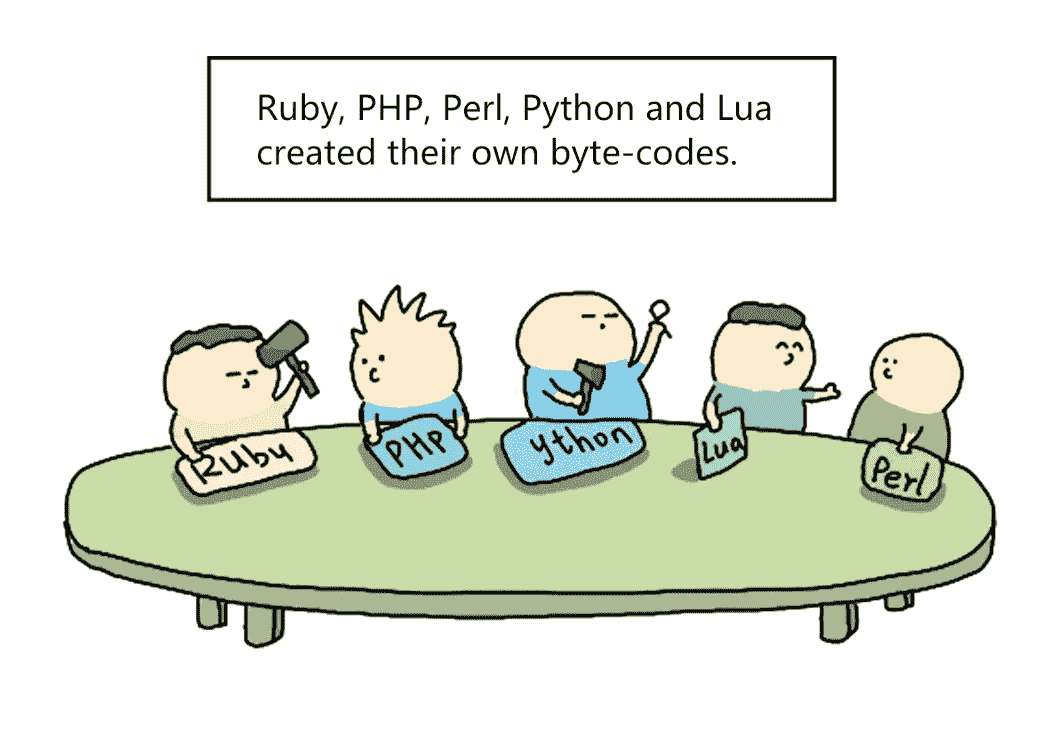 Ruby, PHP, Perl, Python and Lua
created their own byte-codes.
Ruby
PHP
ython
Lua
Perl